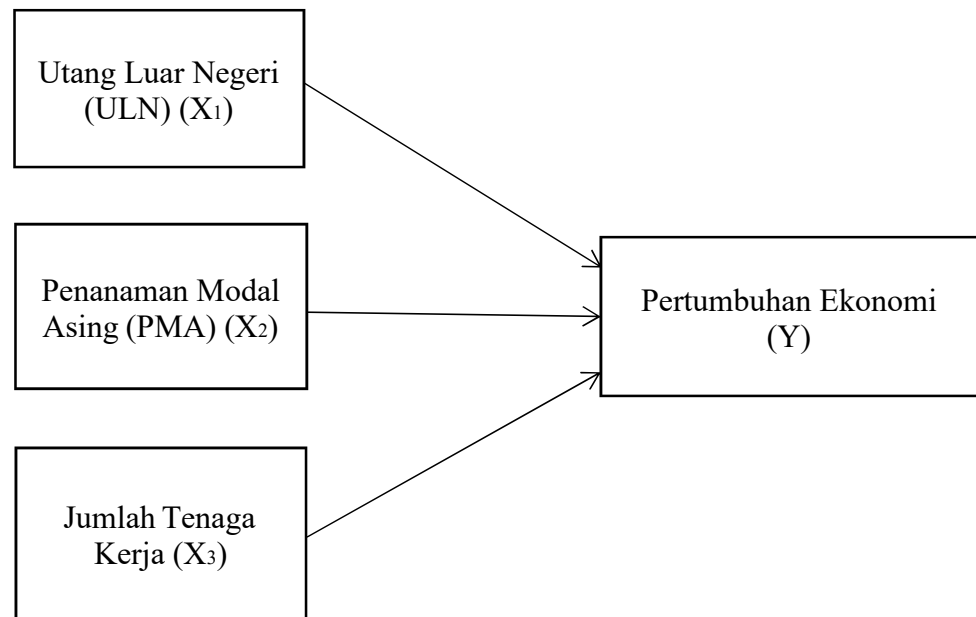 Utang Luar Negeri
(ULN) (X1)
Penanaman Modal
Asing (PMA) (X2)
Pertumbuhan Ekonomi
(Y)
Jumlah Tenaga
Kerja (X3)